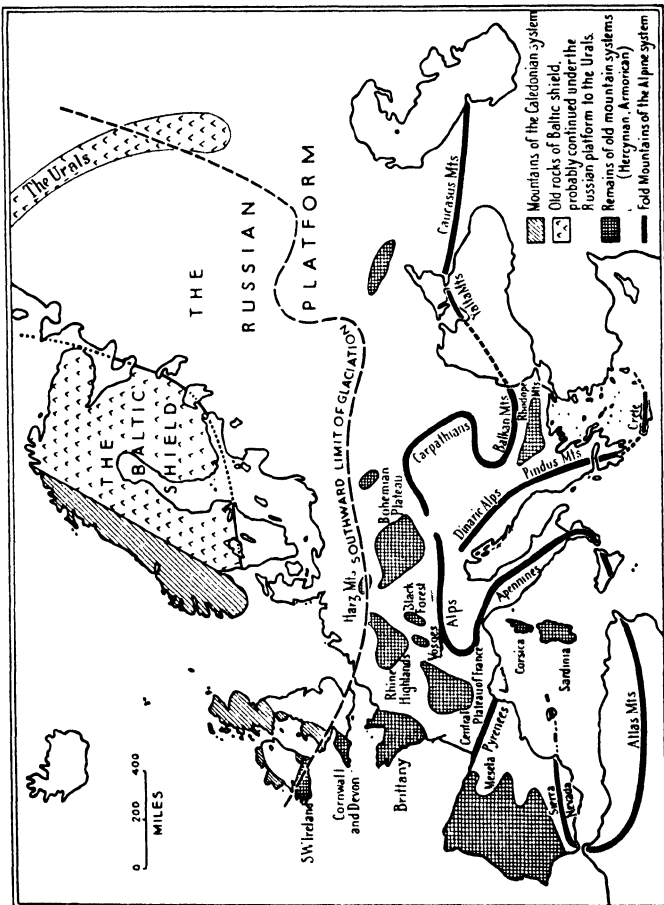 The Urals
THE
RUSSIAN
PLATFORM
THE
BALTIC
SHIELD
SOUTHWARD LIMIT OF GLACIATION
0 200 400
MILES
SW Ireland
Cornwall
and Devon
Brittany
Rhine
Highlands
Harz Mts
Bohemian
Plateau
Black
Forest
Vosges
Central
Plateau of France
Alps
Carpathians
Caucasus Mts
Yaila Mts
Balkan Mts
Rhodope
Mts
Dinaric Alps
Pindus Mts
Crete
Apennines
Corsica
Sardinia
Pyrenees
Meseta
Sierra
Nevada
Atlas Mts
Mountains of the Caledonian system
Old rocks of Baltic shield,
probably continued under the
Russian platform to the Urals.
Remains of old mountain systems
(Hercynian, Armorican)
Fold Mountains of the Alpine system